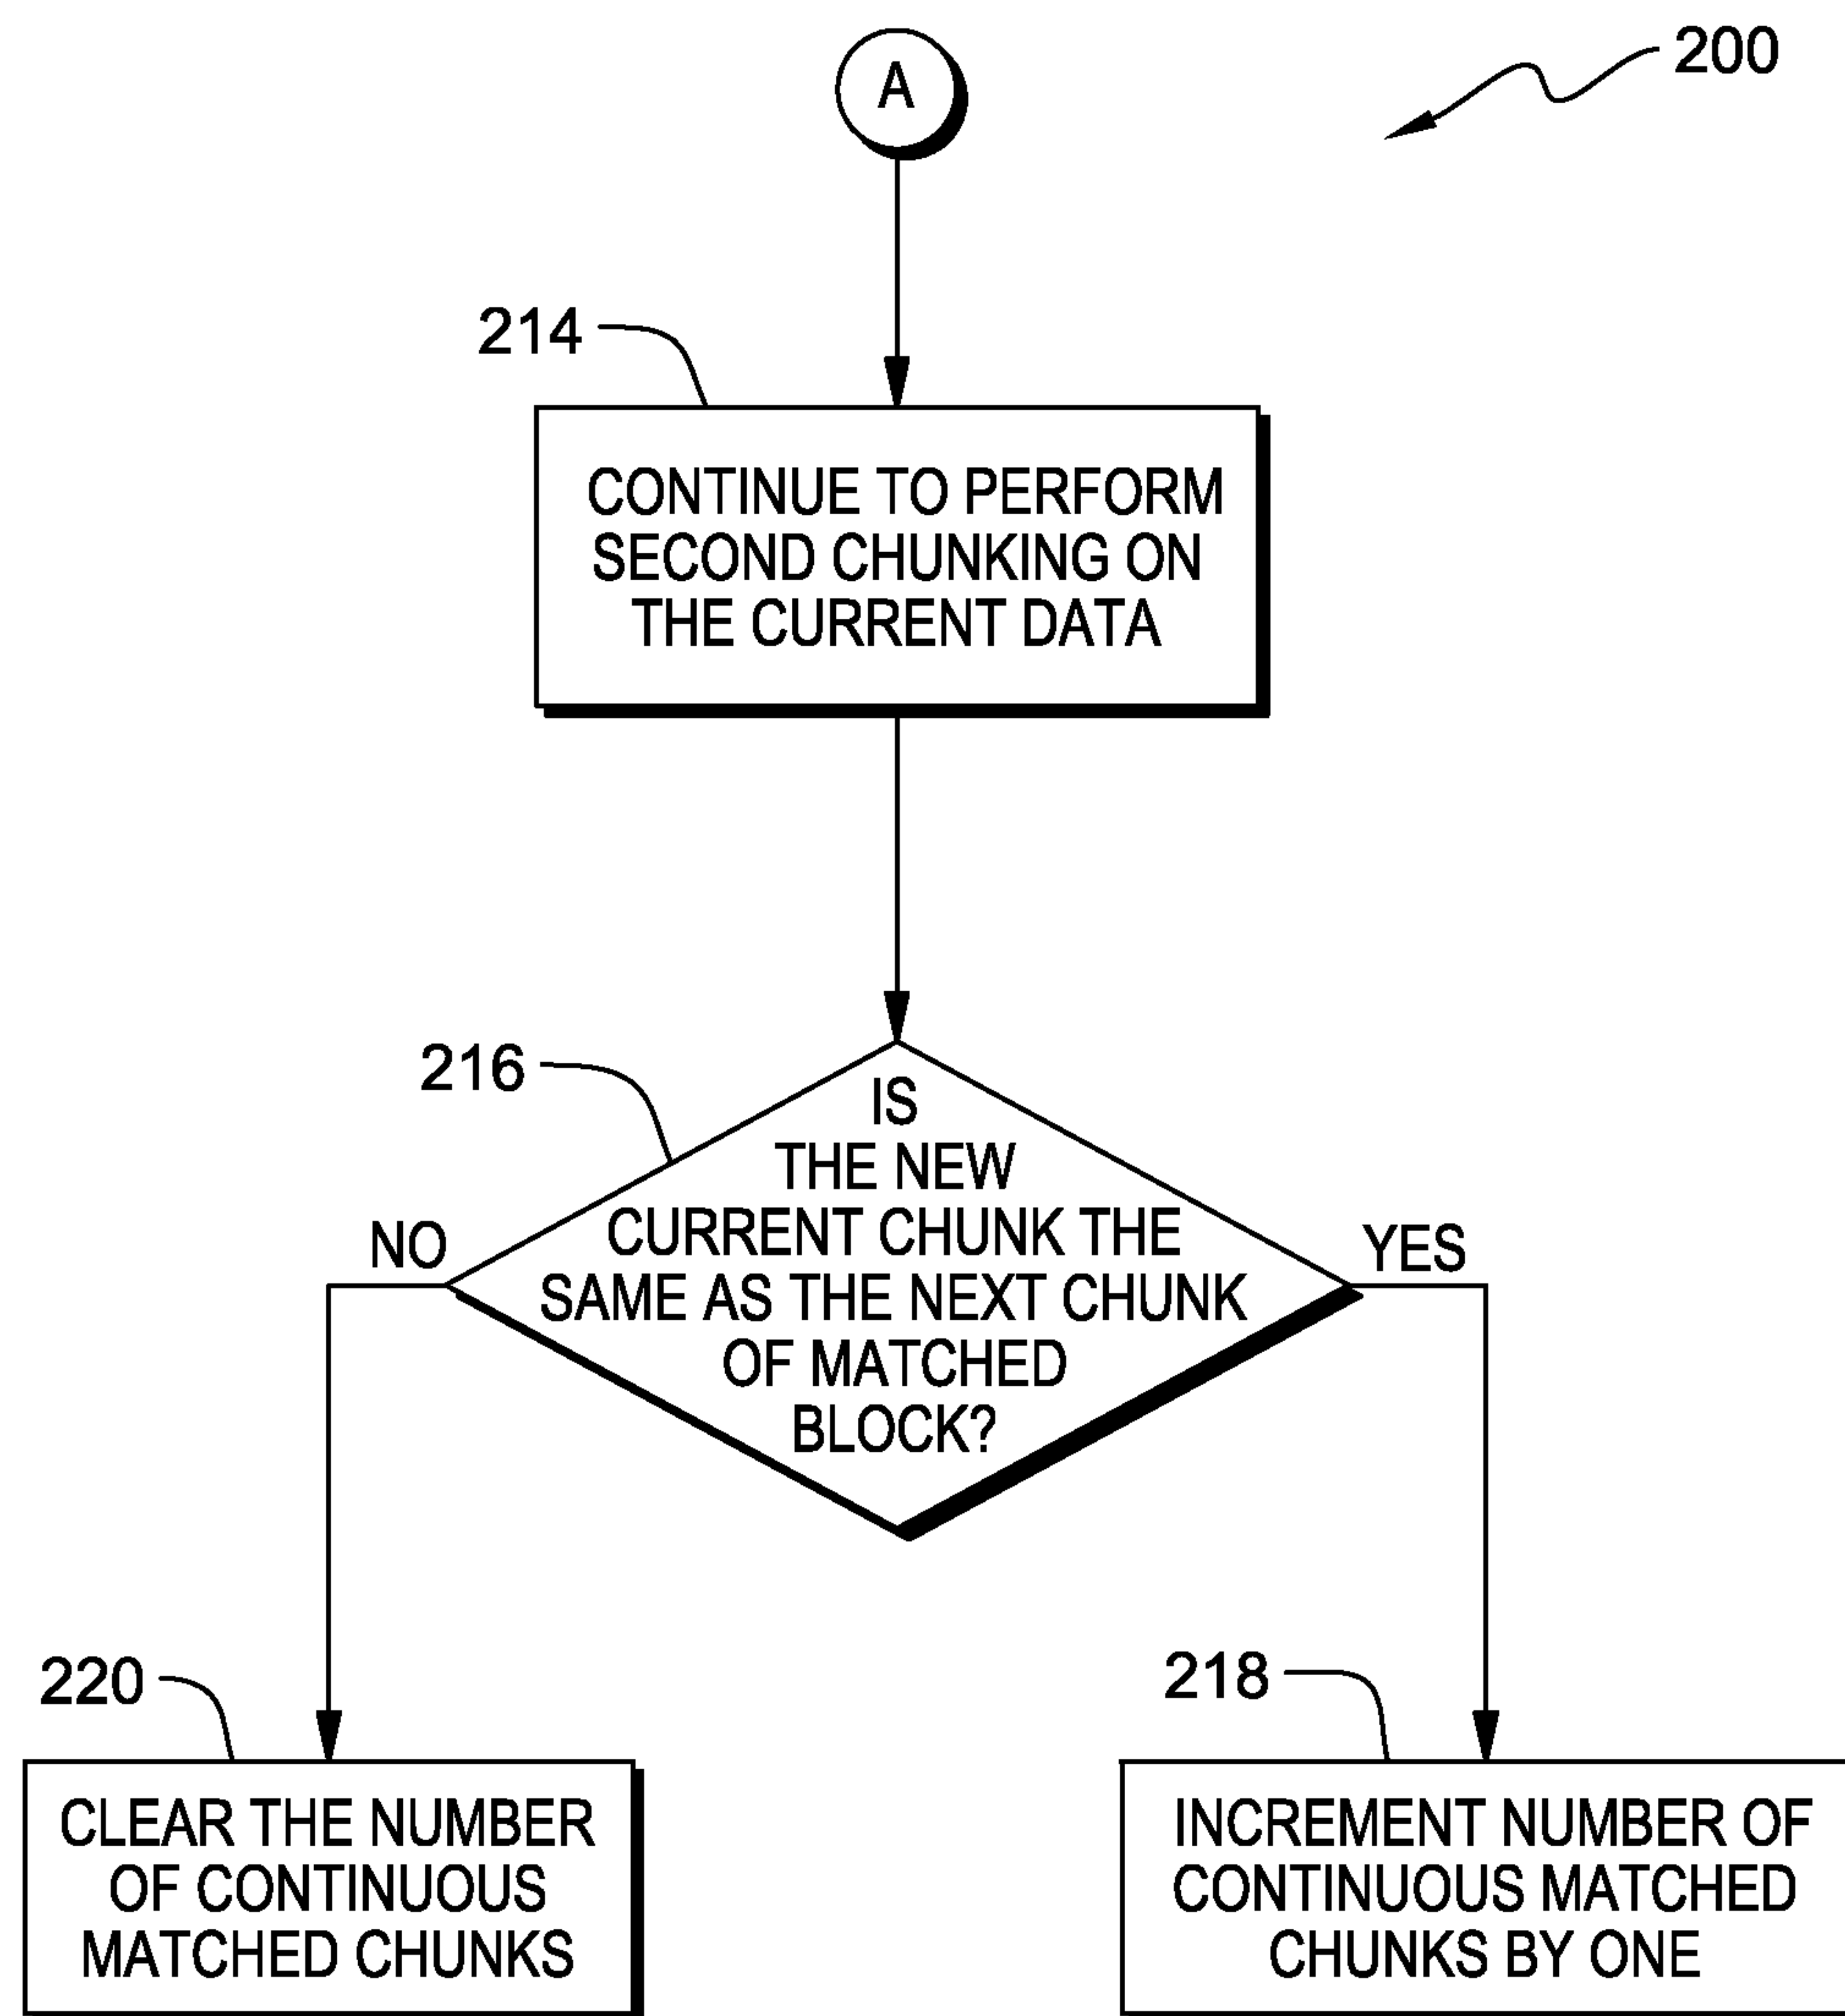 A
200
214
CONTINUE TO PERFORM
SECOND CHUNKING ON
THE CURRENT DATA
216
IS
THE NEW
CURRENT CHUNK THE
SAME AS THE NEXT CHUNK
OF MATCHED
BLOCK?
NO
YES
220
CLEAR THE NUMBER
OF CONTINUOUS
MATCHED CHUNKS
218
INCREMENT NUMBER OF
CONTINUOUS MATCHED
CHUNKS BY ONE